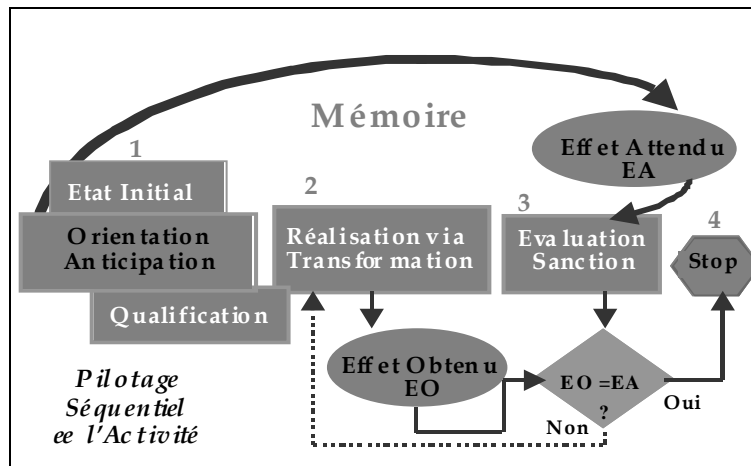 Mémoire
1
Etat Initial
Orientation
Anticipation
Qualification
2
Réalisation via
Transformation
Effet Attendu
EA
3
Evaluation
Sanction
4
Stop
Effet Obtenu
EO
EO =EA
?
Oui
Non
Pilotage
Séquentiel
ee l'Activité